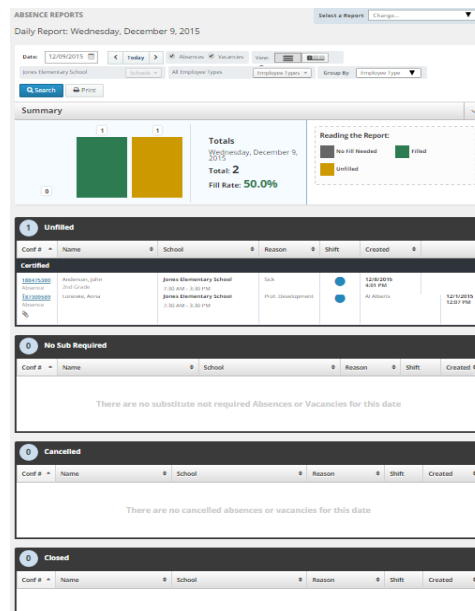 ABSENCE REPORTS
Select a Report Change...
Daily Report: Wednesday, December 9, 2015
Date: 12/09/2015 < Today > Absences Vacancies View:
Jones Elementary School Schools All Employee Types Employee Types Group By Employee Type
Search Print
Summary
1 1
0
Totals
Wednesday, December 9,
2015
Total: 2
Fill Rate: 50.0%
Reading the Report:
No Fill Needed Filled
Unfilled
1 Unfilled
Conf # Name School Reason Shift Created
Certified
188475380 Anderson, John Jones Elementary School Sick 12/8/2015
Absence 2nd Grade 7:30 AM - 3:30 PM 4:01 PM
Lorenate, Anna Jones Elementary School Prof. Development Al Alberts 12/1/2015
Absence 7:30 AM - 3:30 PM 12:07 PM
0 No Sub Required
Conf # Name School Reason Shift Created
There are no substitute not required Absences or Vacancies for this date
0 Cancelled
Conf # Name School Reason Shift Created
There are no cancelled absences or vacancies for this date
0 Closed
Conf # Name School Reason Shift Created